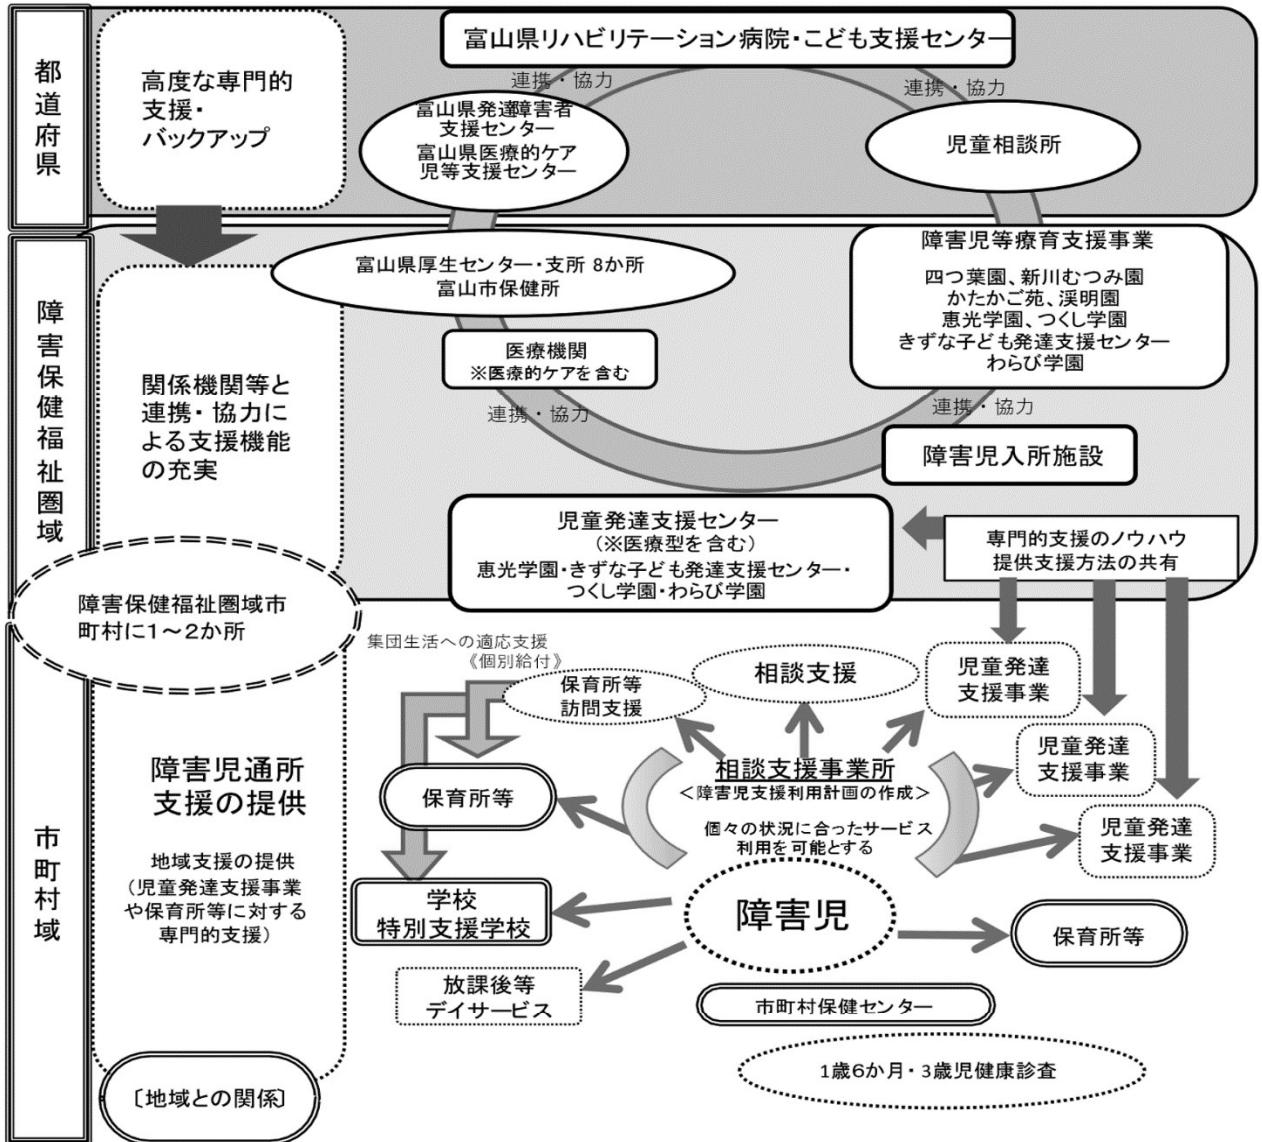 都道府県
高度な専門的
支援・
バックアップ
富山県リハビリテーション病院・こども支援センター
連携・協力
連携・協力
富山県発達障害者
支援センター
富山県医療的ケア
児等支援センター
児童相談所
障害保健福祉圏域
富山県厚生センター・支所 8か所
富山市保健所
障害児等療育支援事業
四つ葉園、新川むつみ園
かたかご苑、渓明園
恵光学園、つくし学園
きずな子ども発達支援センター
わらび学園
医療機関
※医療的ケアを含む
関係機関等と
連携・協力に
よる支援機能
の充実
連携・協力
連携・協力
障害児入所施設
児童発達支援センター
(※医療型を含む)
恵光学園・きずな子ども発達支援センター・
つくし学園・わらび学園
専門的支援のノウハウ
提供支援方法の共有
障害保健福祉圏域市
町村に1～2か所
市町村域
集団生活への適応支援
《個別給付》
保育所等
訪問支援
相談支援
児童発達
支援事業
児童発達
支援事業
児童発達
支援事業
障害児通所
支援の提供
地域支援の提供
(児童発達支援事業
や保育所等に対する
専門的支援)
保育所等
相談支援事業所
＜障害児支援利用計画の作成＞
個々の状況に合ったサービス
利用を可能とする
学校
特別支援学校
障害児
保育所等
放課後等
デイサービス
市町村保健センター
1歳6か月・3歳児健康診査
〔地域との関係〕